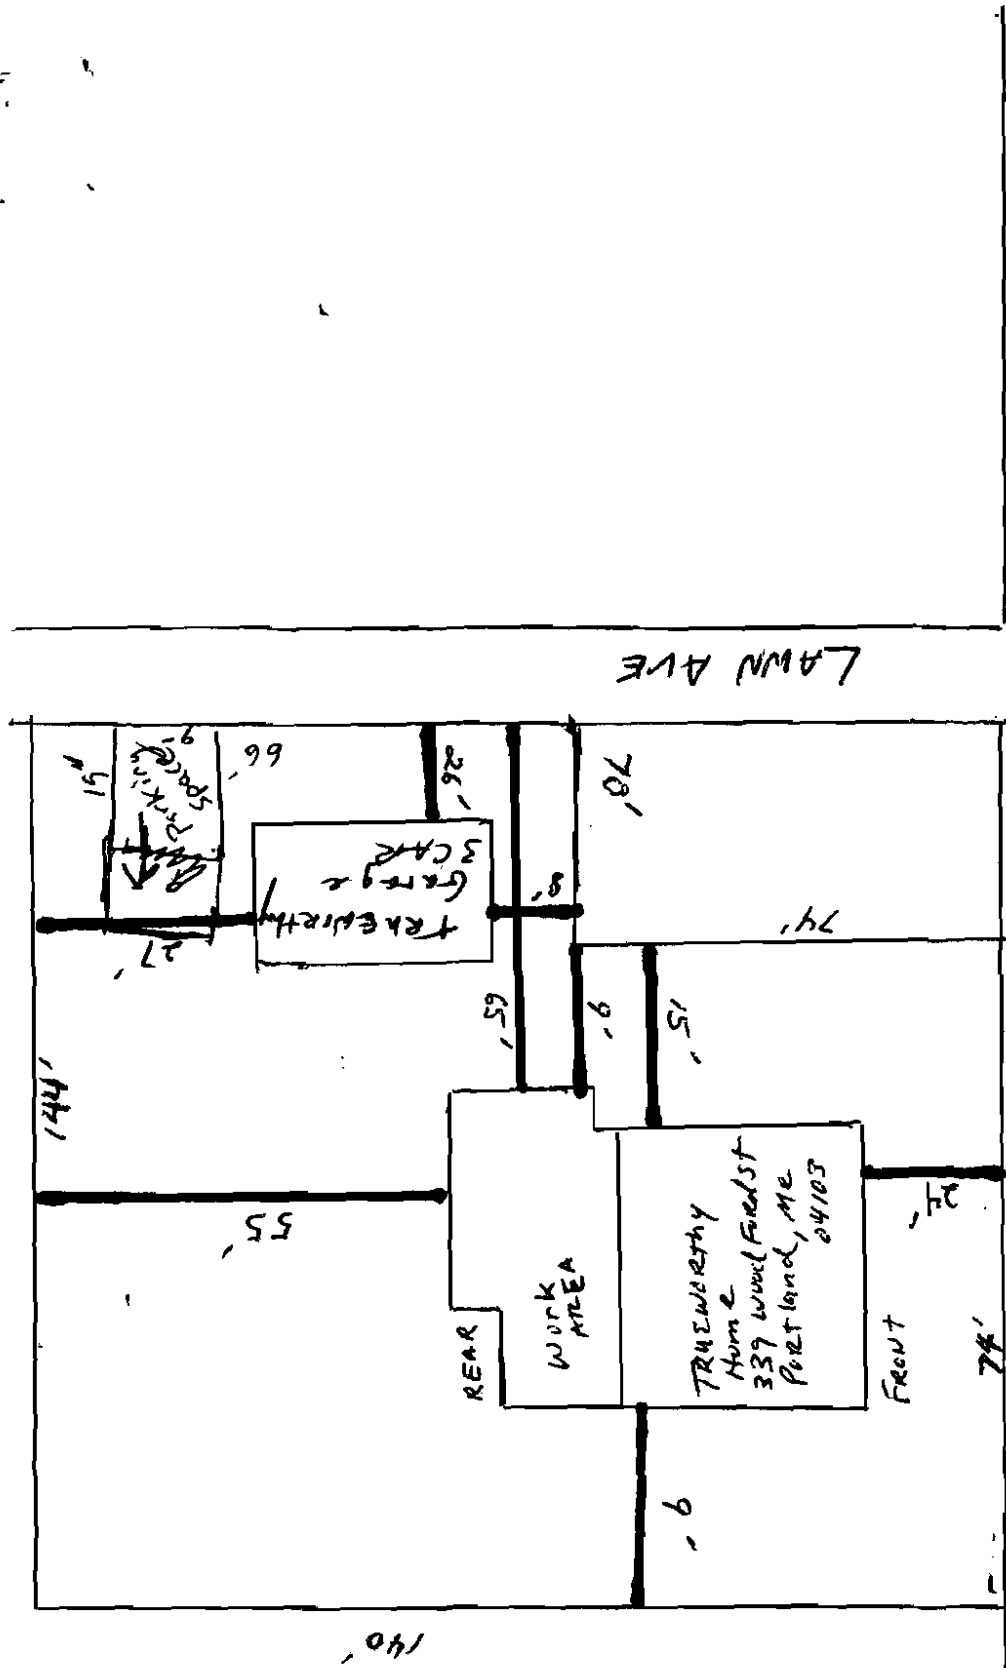 LAWN AVE
15'
Parking
Space
9'
66'
26'
3 CAR
Garage
TRUEWORTHY
27'
8'
78'
74'
65'
9'
15'
144'
55'
24'
REAR
WORK
AREA
TRUEWORTHY
Home
339 Woodford St
Portland, Me
04103
FRONT
74'
9'
140'